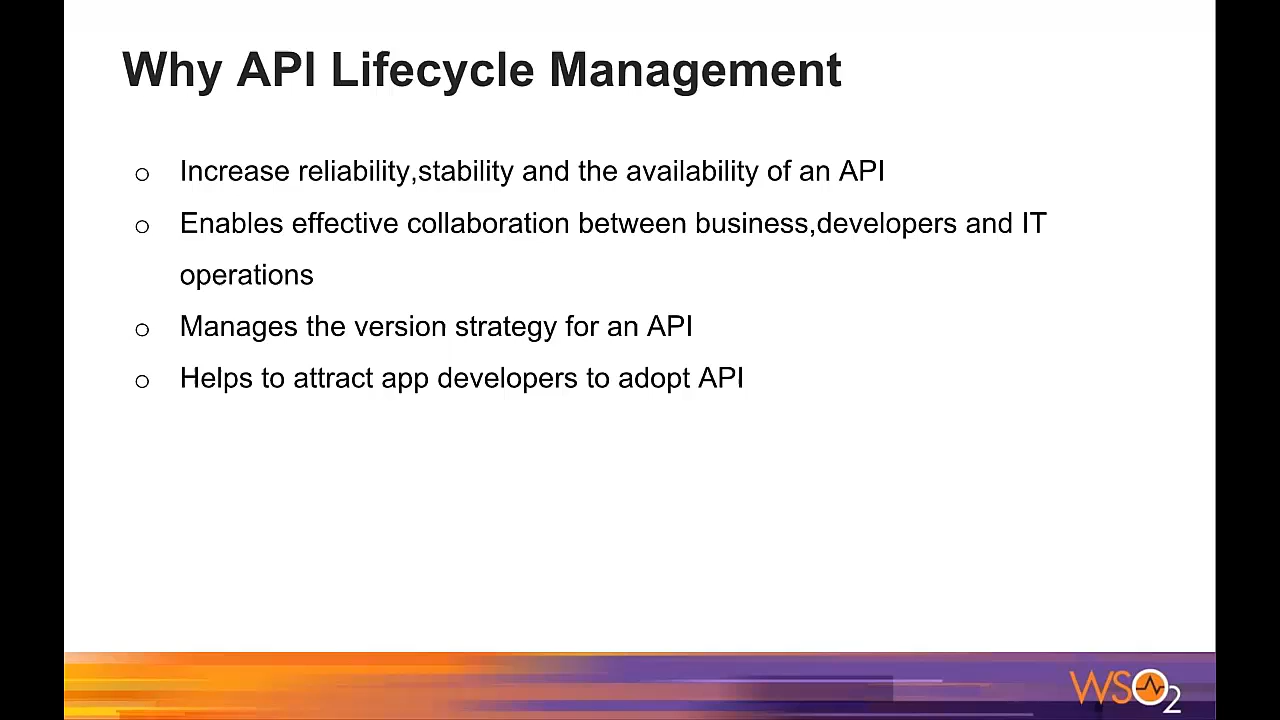 Why API Lifecycle Management
o Increase reliability,stability and the availability of an API
o Enables effective collaboration between business,developers and IT
operations
o Manages the version strategy for an API
o Helps to attract app developers to adopt API
WSO2